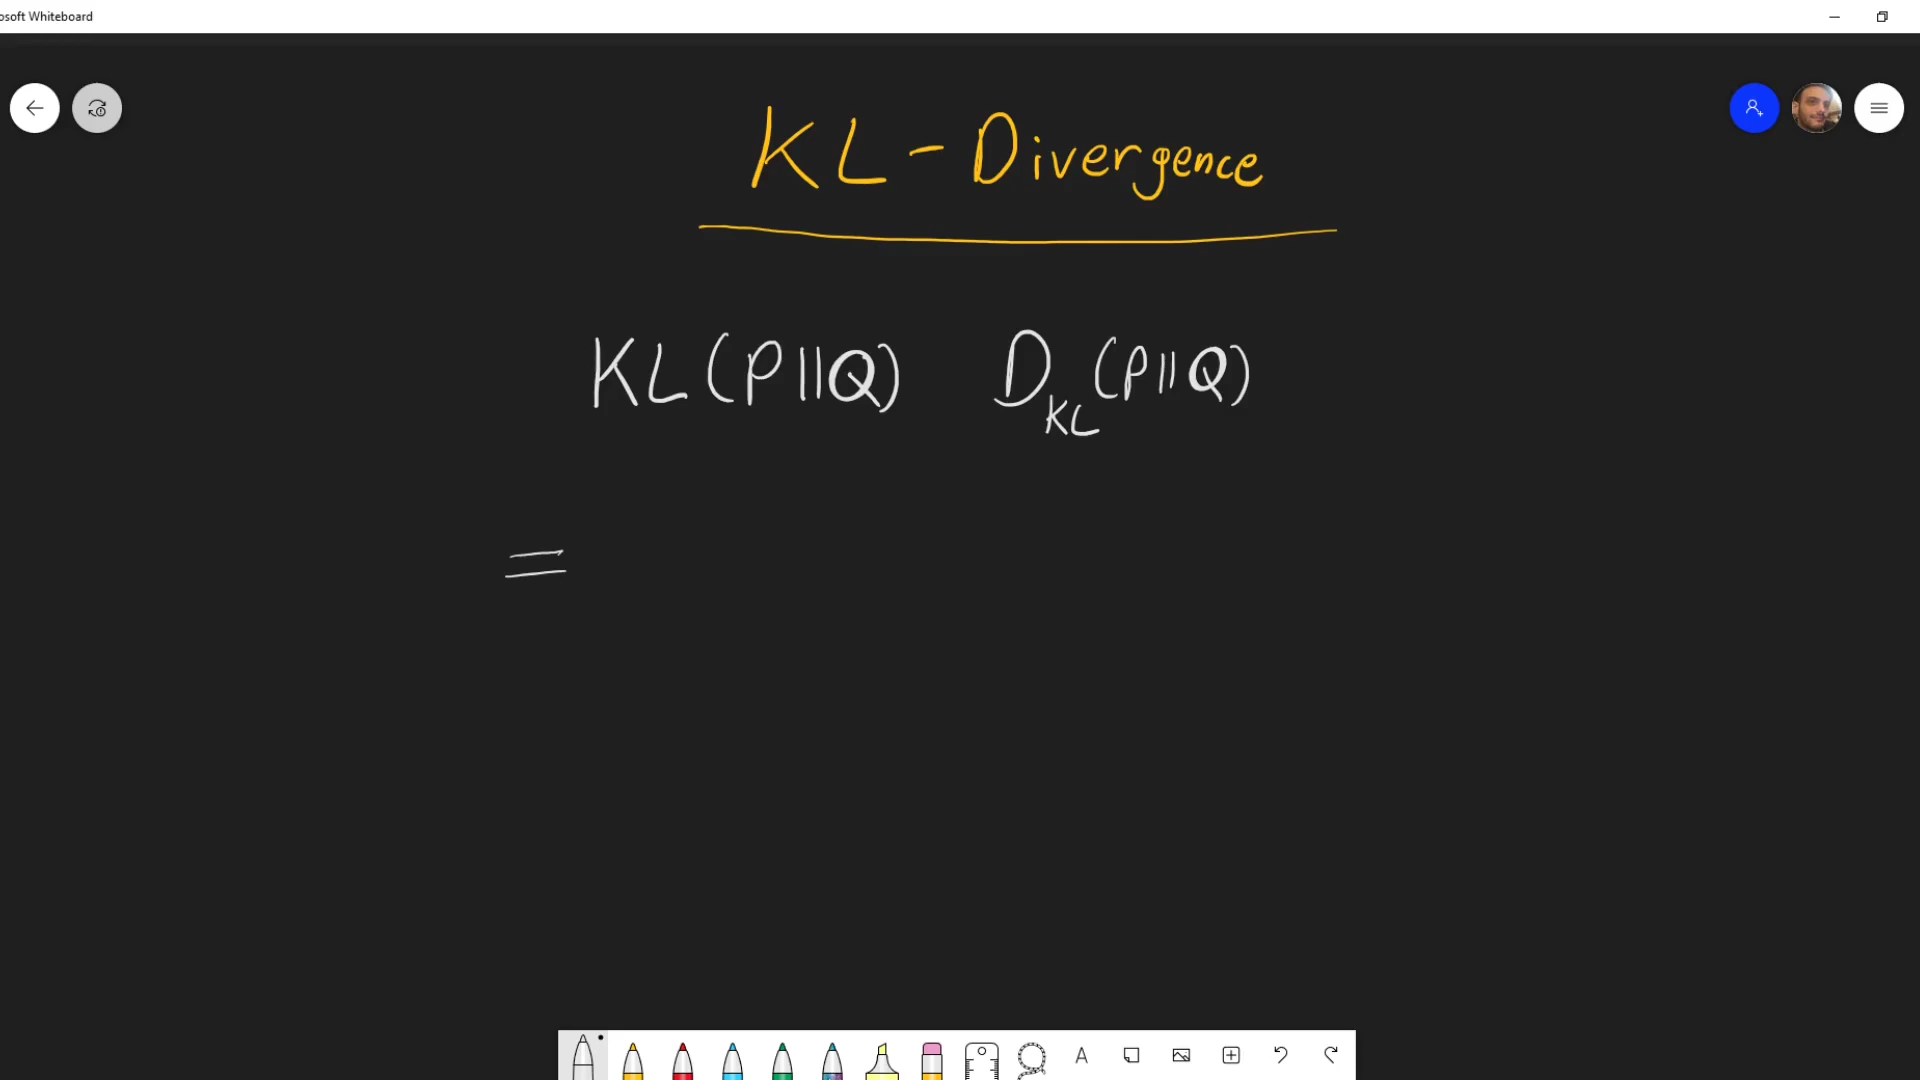 osoft Whiteboard
KL-Divergence
KL(P||Q) D_KL(P||Q)
=